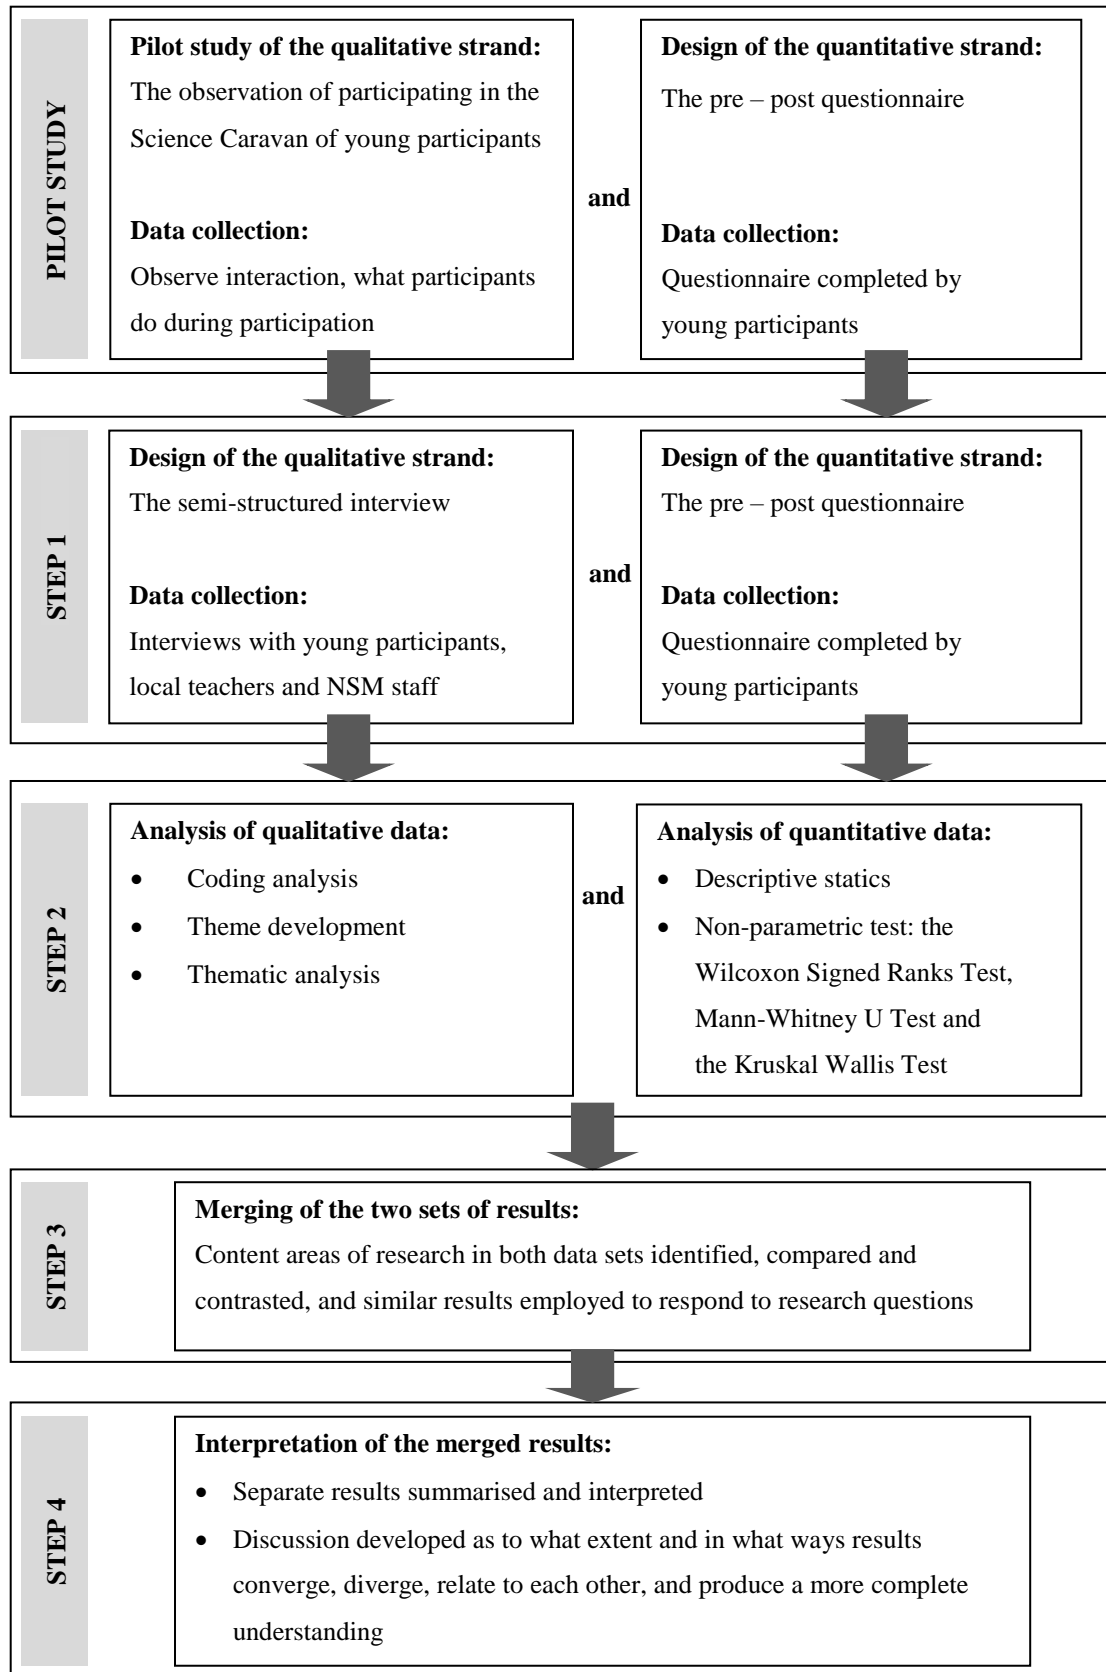 PILOT STUDY
Pilot study of the qualitative strand:
The observation of participating in the
Science Caravan of young participants
Data collection:
Observe interaction, what participants
do during participation
and
Design of the quantitative strand:
The pre – post questionnaire
Data collection:
Questionnaire completed by
young participants
STEP 1
Design of the qualitative strand:
The semi-structured interview
Data collection:
Interviews with young participants,
local teachers and NSM staff
and
Design of the quantitative strand:
The pre – post questionnaire
Data collection:
Questionnaire completed by
young participants
STEP 2
Analysis of qualitative data:
• Coding analysis
• Theme development
• Thematic analysis
and
Analysis of quantitative data:
• Descriptive statics
• Non-parametric test: the
Wilcoxon Signed Ranks Test,
Mann-Whitney U Test and
the Kruskal Wallis Test
STEP 3
Merging of the two sets of results:
Content areas of research in both data sets identified, compared and
contrasted, and similar results employed to respond to research questions
STEP 4
Interpretation of the merged results:
• Separate results summarised and interpreted
• Discussion developed as to what extent and in what ways results
converge, diverge, relate to each other, and produce a more complete
understanding